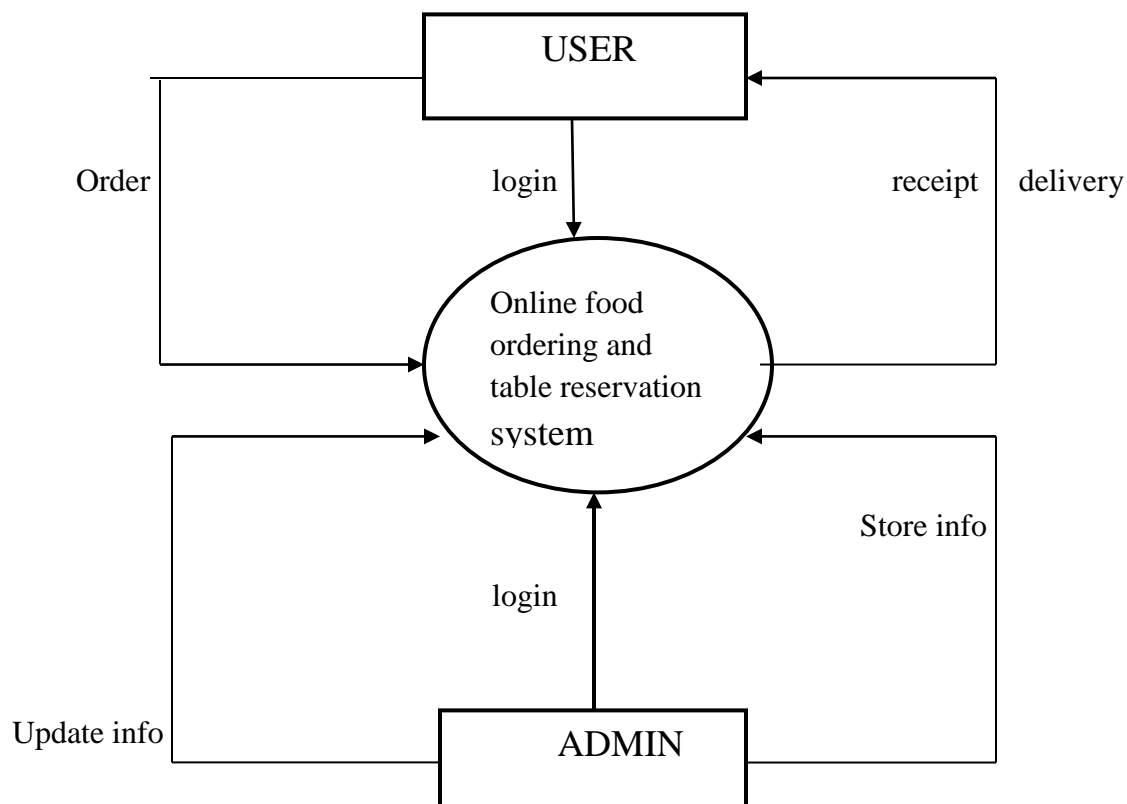 USER
Order
login
receipt
delivery
Online food
ordering and
table reservation
system
Store info
login
Update info
ADMIN